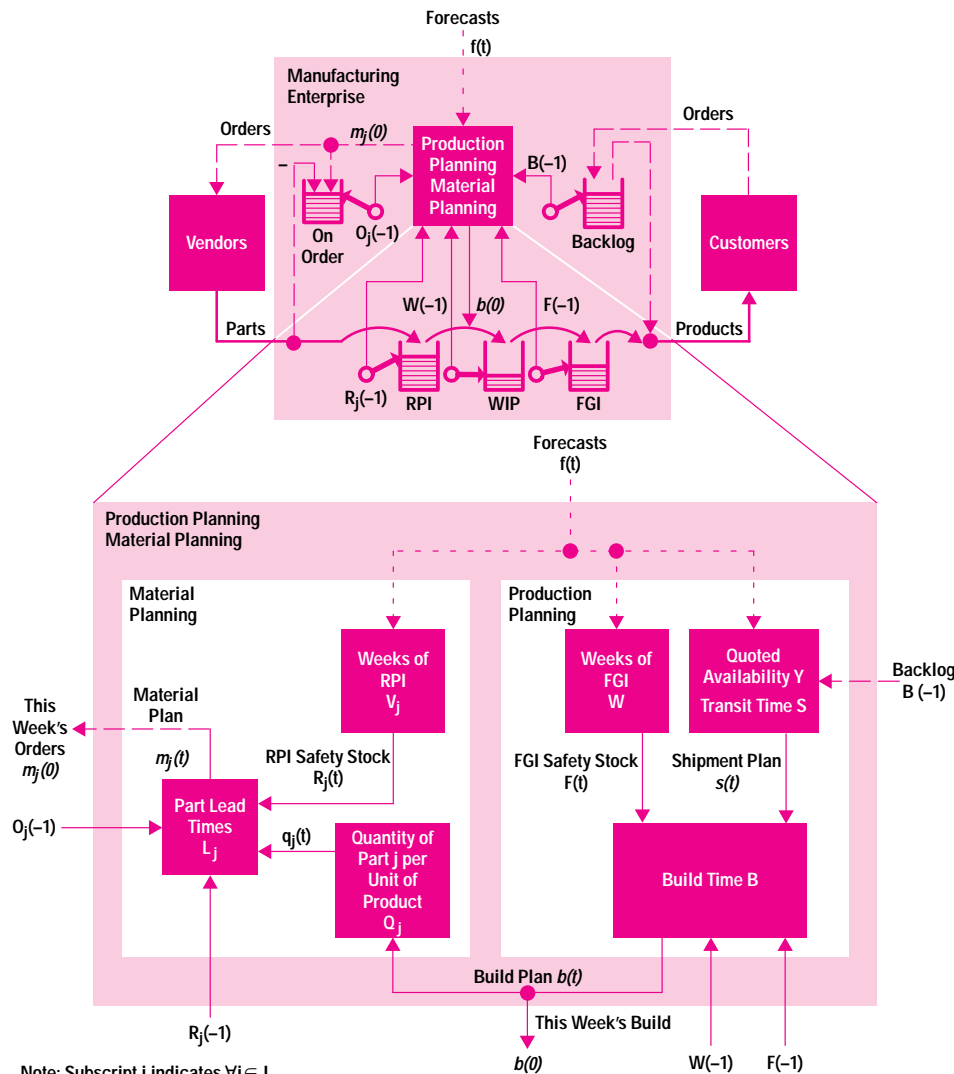 Forecasts
f(t)
Manufacturing
Enterprise
Orders
mj(0)
Production
Planning
Material
Planning
B(−1)
Orders
−
Vendors
On
Order
Oj(−1)
Backlog
Customers
W(−1)
b(0)
F(−1)
Parts
Products
Rj(−1)
RPI
WIP
FGI
Forecasts
f(t)
Production Planning
Material Planning
Material
Planning
Production
Planning
Weeks of
RPI
Vj
Weeks of
FGI
W
Quoted
Availability Y
Transit Time S
Backlog
B (−1)
This
Week's
Orders
mj(0)
Material
Plan
mj(t)
RPI Safety Stock
Rj(t)
FGI Safety Stock
F(t)
Shipment Plan
s(t)
Oj(−1)
Part Lead
Times
Lj
qj(t)
Quantity of
Part j per
Unit of
Product
Qj
Build Time B
Build Plan b(t)
This Week's Build
Rj(−1)
b(0)
W(−1)
F(−1)
Note: Subscript j indicates ∀j ∈ J